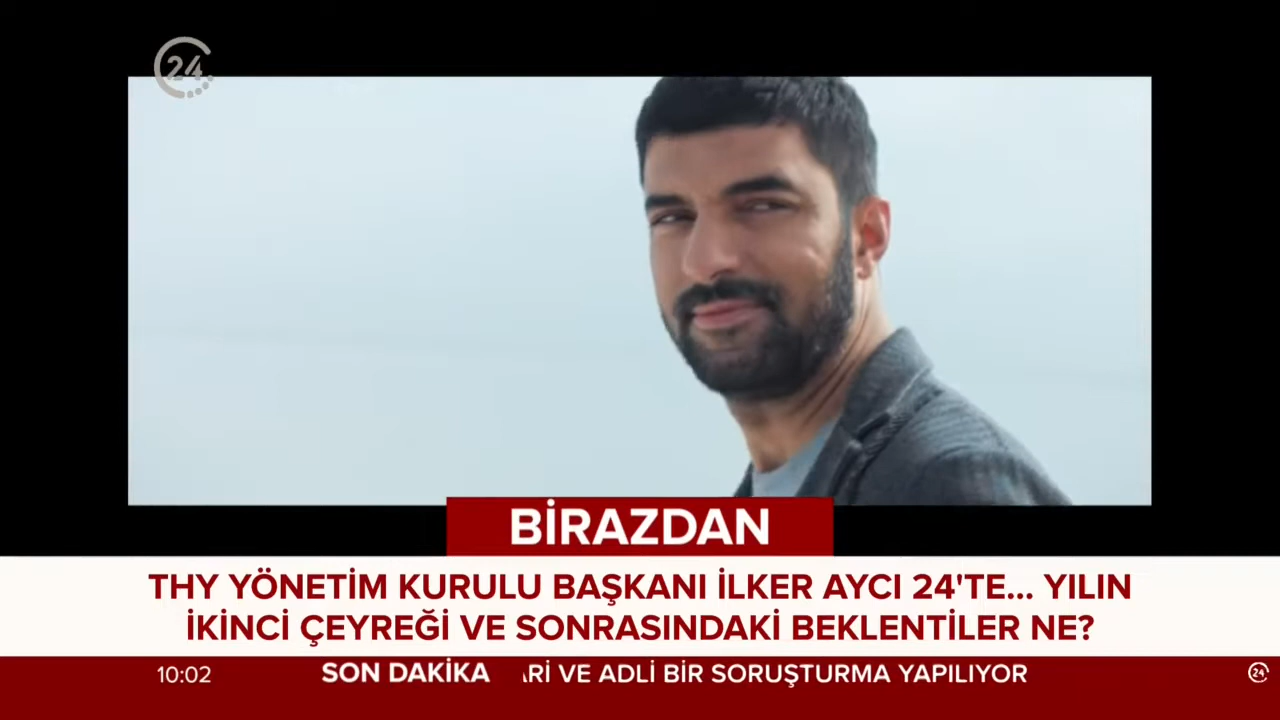 24
BİRAZDAN
THY YÖNETİM KURULU BAŞKANI İLKER AYCI 24'TE... YILIN
İKİNCİ ÇEYREĞİ VE SONRASINDAKİ BEKLENTİLER NE?
10:02 SON DAKİKA ARİ VE ADLİ BİR SORUŞTURMA YAPILIYOR 24